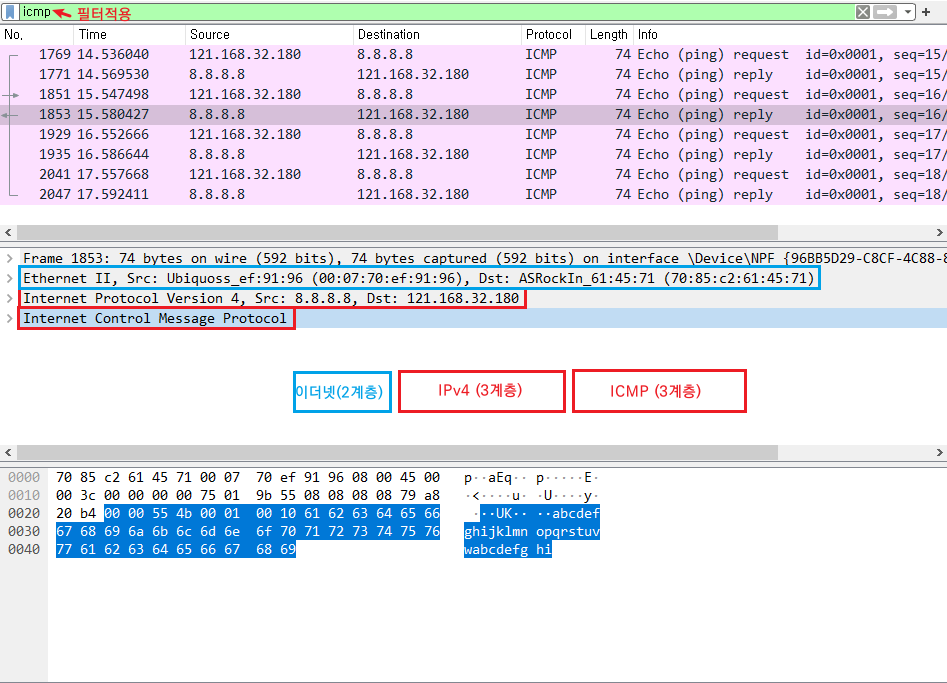 icmp 필터적용
No. Time Source Destination Protocol Length Info
1769 14.536040 121.168.32.180 8.8.8.8 ICMP 74 Echo (ping) request id=0x0001, seq=15/
1771 14.569530 8.8.8.8 121.168.32.180 ICMP 74 Echo (ping) reply id=0x0001, seq=15/
1851 15.547498 121.168.32.180 8.8.8.8 ICMP 74 Echo (ping) request id=0x0001, seq=16/
1853 15.580427 8.8.8.8 121.168.32.180 ICMP 74 Echo (ping) reply id=0x0001, seq=16/
1929 16.552666 121.168.32.180 8.8.8.8 ICMP 74 Echo (ping) request id=0x0001, seq=17/
1935 16.586644 8.8.8.8 121.168.32.180 ICMP 74 Echo (ping) reply id=0x0001, seq=17/
2041 17.557668 121.168.32.180 8.8.8.8 ICMP 74 Echo (ping) request id=0x0001, seq=18/
2047 17.592411 8.8.8.8 121.168.32.180 ICMP 74 Echo (ping) reply id=0x0001, seq=18/
Frame 1853: 74 bytes on wire (592 bits), 74 bytes captured (592 bits) on interface \Device\NPF_{96BB5D29-C8CF-4C88-8
Ethernet II, Src: Ubiquoss_ef:91:96 (00:07:70:ef:91:96), Dst: ASRockIn_61:45:71 (70:85:c2:61:45:71)
Internet Protocol Version 4, Src: 8.8.8.8, Dst: 121.168.32.180
Internet Control Message Protocol
이더넷(2계층) IPv4 (3계층) ICMP (3계층)
0000 70 85 c2 61 45 71 00 07 70 ef 91 96 08 00 45 00 p··aEq·· p·····E·
0010 00 3c 00 00 00 00 75 01 9b 55 08 08 08 08 79 a8 ·<····u· ·U····y·
0020 20 b4 00 00 55 4b 00 01 00 10 61 62 63 64 65 66 ···UK·· ··abcdef
0030 67 68 69 6a 6b 6c 6d 6e 6f 70 71 72 73 74 75 76 ghijklmn opqrstuv
0040 77 61 62 63 64 65 66 67 68 69 wabcdefg hi